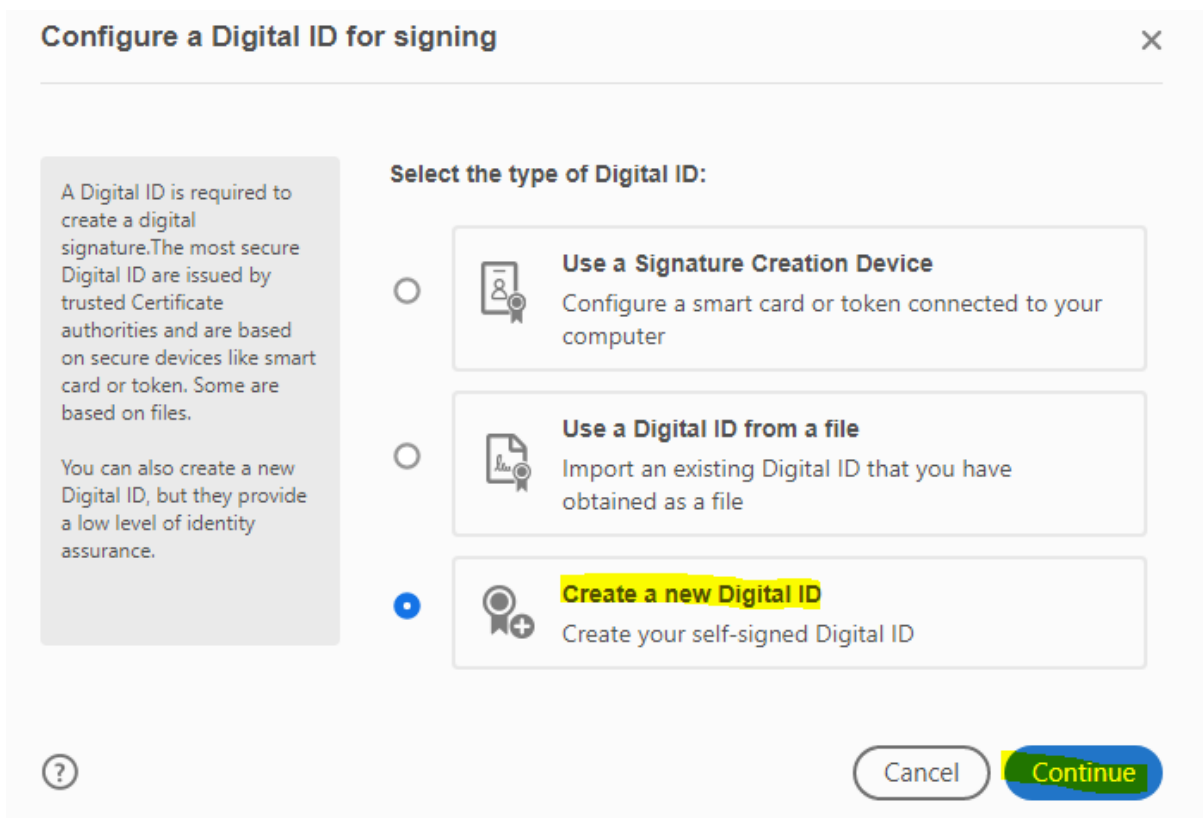 Configure a Digital ID for signing
A Digital ID is required to
create a digital
signature.The most secure
Digital ID are issued by
trusted Certificate
authorities and are based
on secure devices like smart
card or token. Some are
based on files.
You can also create a new
Digital ID, but they provide
a low level of identity
assurance.
Select the type of Digital ID:
Use a Signature Creation Device
Configure a smart card or token connected to your
computer
Use a Digital ID from a file
Import an existing Digital ID that you have
obtained as a file
Create a new Digital ID
Create your self-signed Digital ID
?
Cancel
Continue